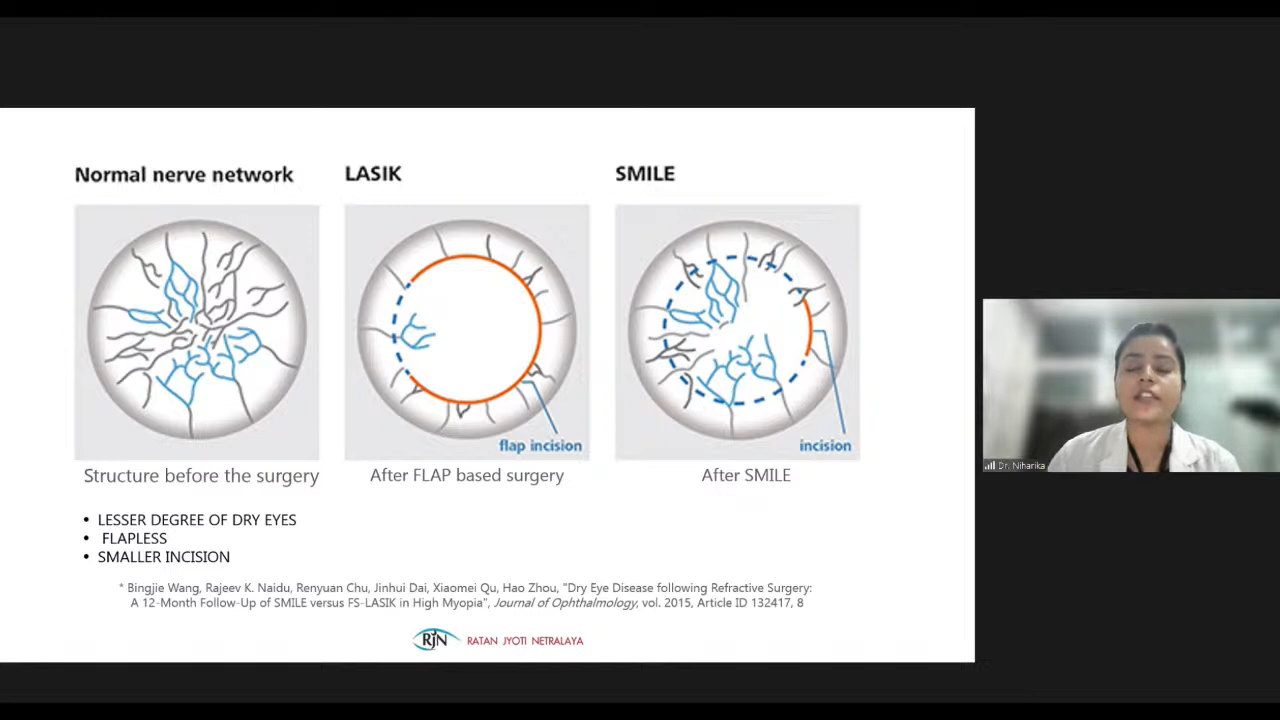 Normal nerve network
LASIK
SMILE
flap incision
incision
Structure before the surgery
After FLAP based surgery
After SMILE
• LESSER DEGREE OF DRY EYES
• FLAPLESS
• SMALLER INCISION
* Bingjie Wang, Rajeev K. Naidu, Renyuan Chu, Jinhui Dai, Xiaomei Qu, Hao Zhou, "Dry Eye Disease following Refractive Surgery:
A 12-Month Follow-Up of SMILE versus FS-LASIK in High Myopia", Journal of Ophthalmology, vol. 2015, Article ID 132417, 8
RJN RATAN JYOTI NETRALAYA
Dr. Niharika